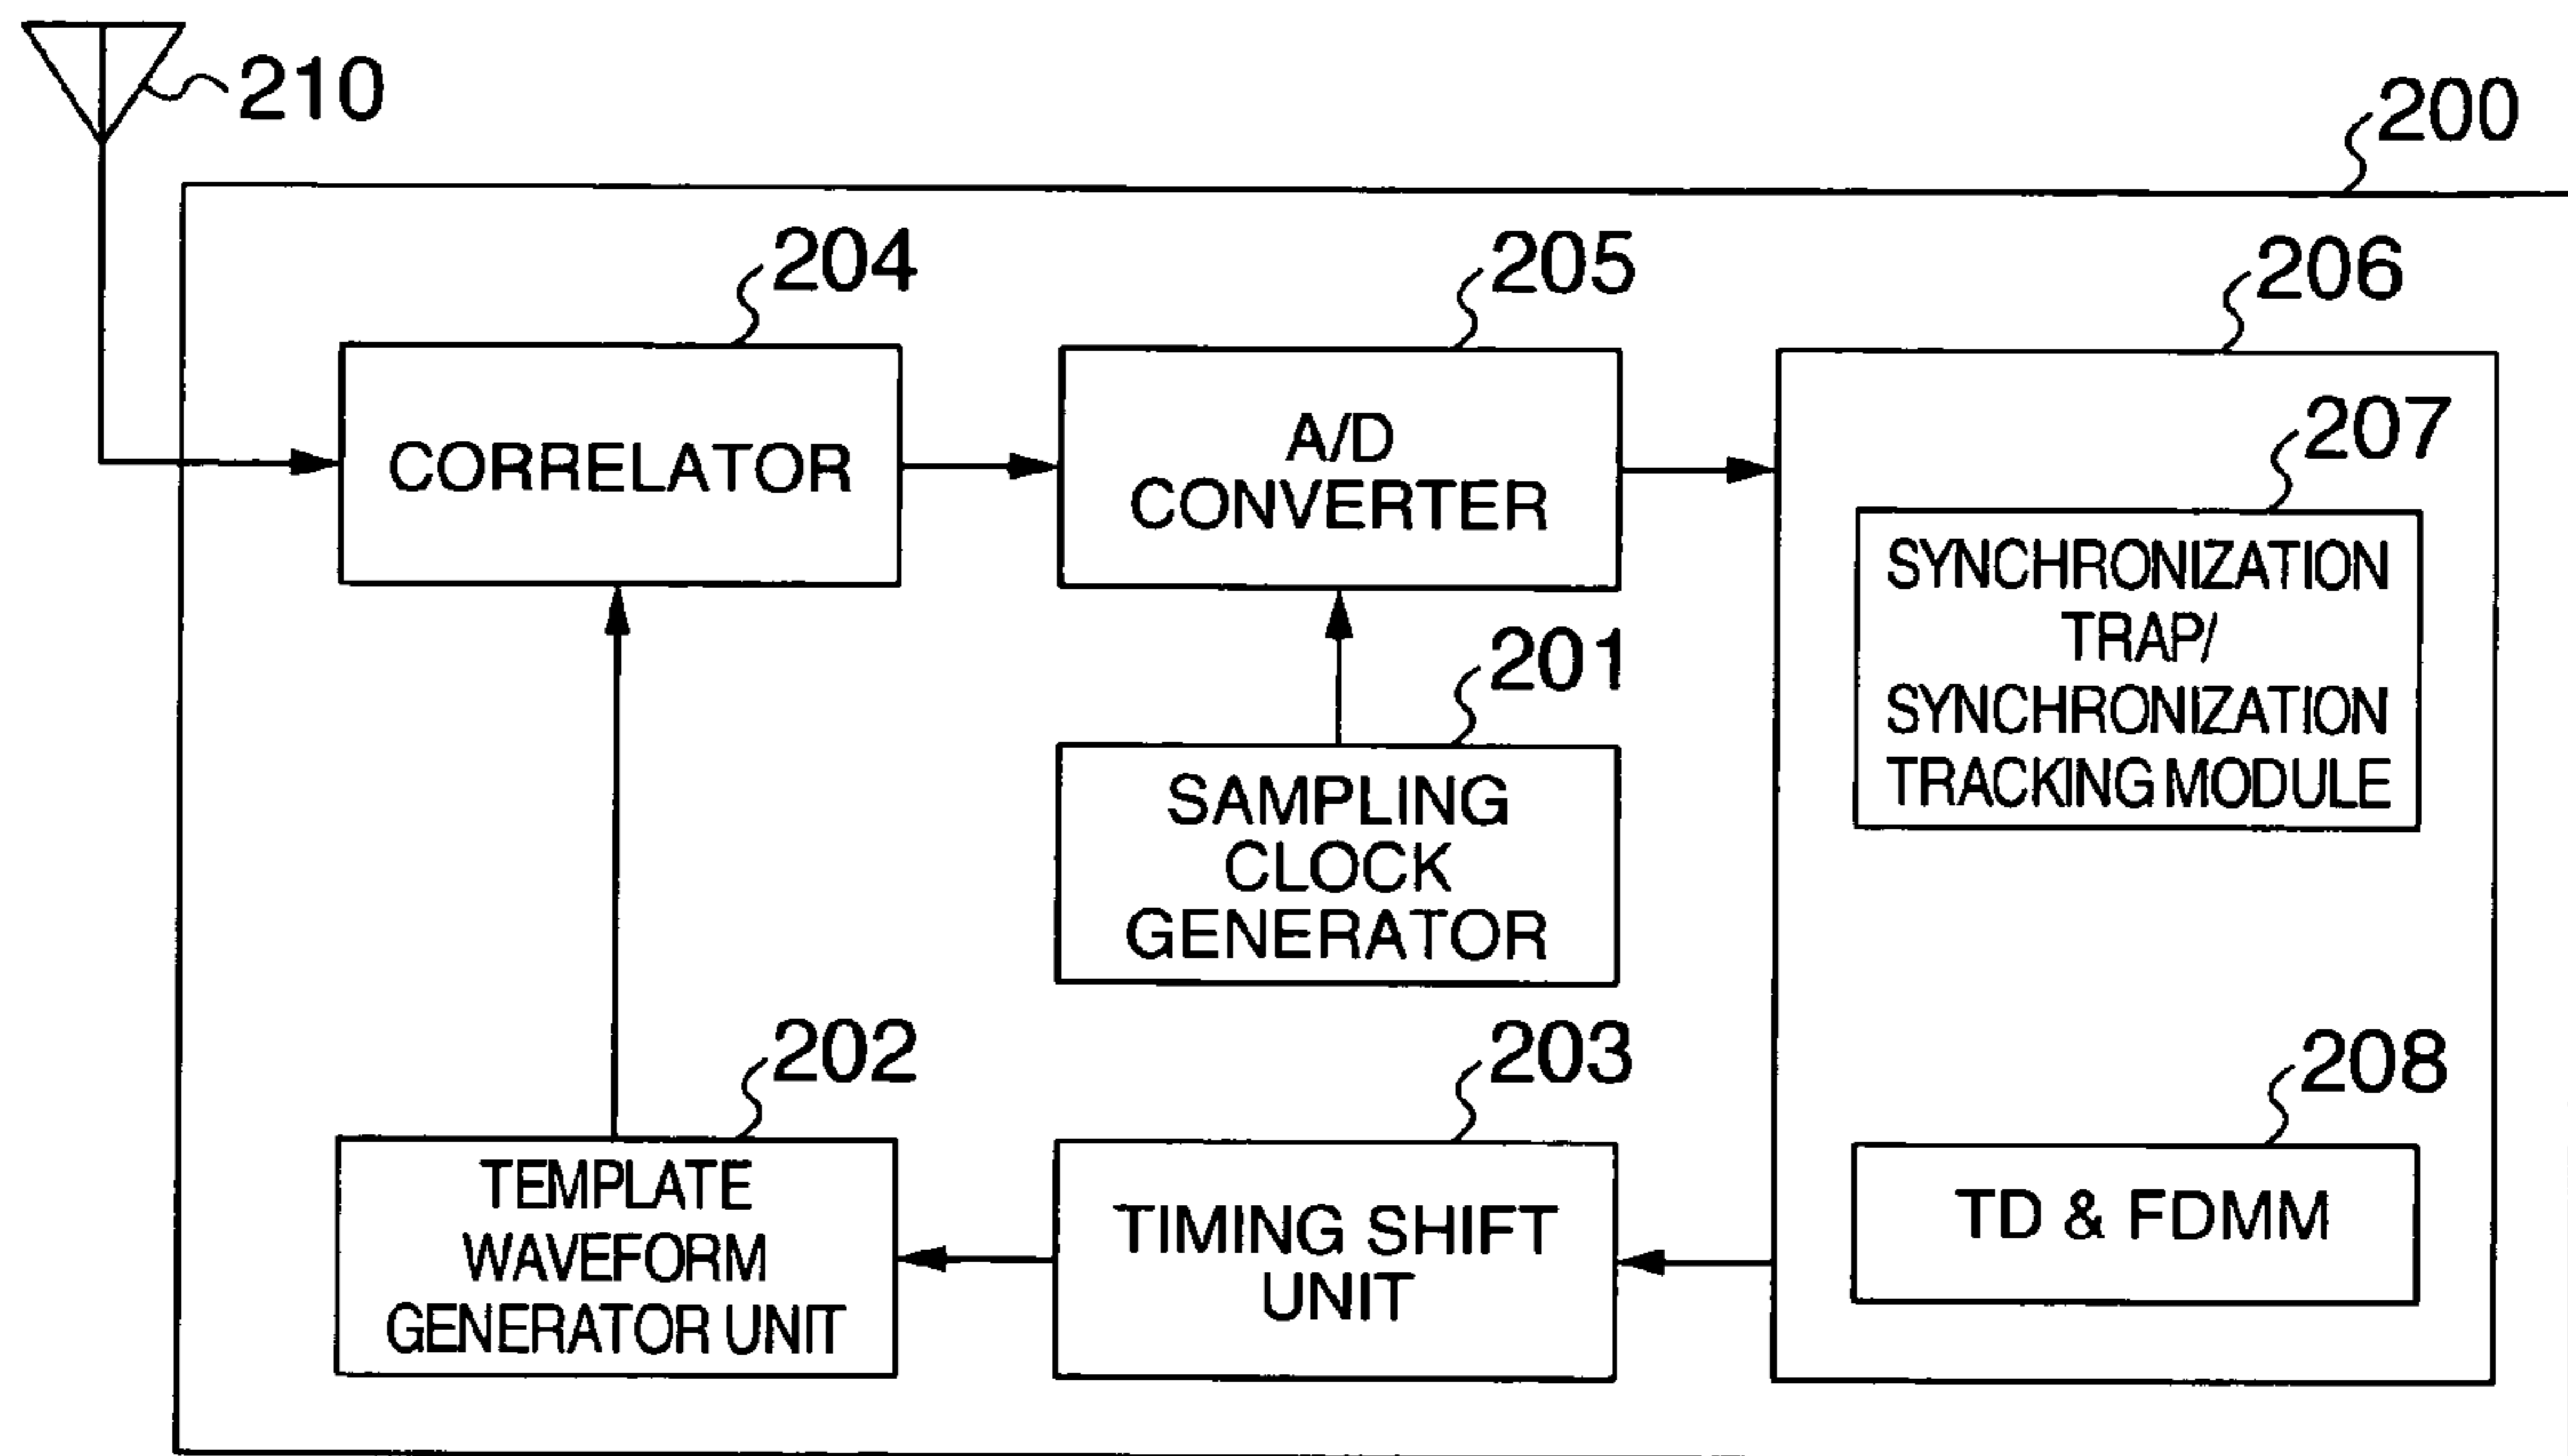 210
200
204
205
206
207
CORRELATOR
A/D
CONVERTER
SYNCHRONIZATION
TRAP/
SYNCHRONIZATION
TRACKING MODULE
201
SAMPLING
CLOCK
GENERATOR
202
203
208
TEMPLATE
WAVEFORM
GENERATOR UNIT
TIMING SHIFT
UNIT
TD & FDMM